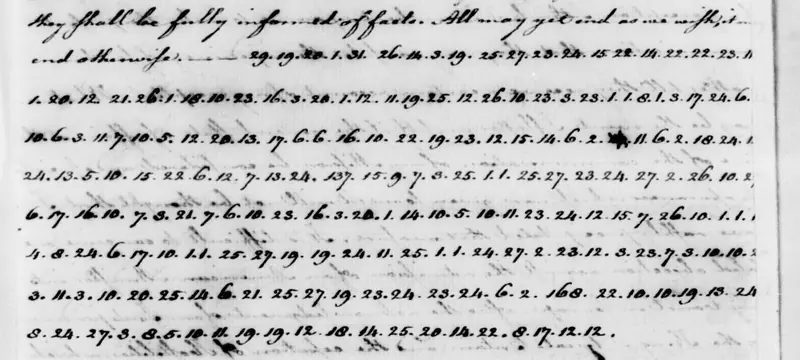 they shall be fully informed of facts. All may yet end as we wish, it
end otherwise. 29.19.20.1.31. 26.14.3.19. 25.27.23.24.15 22.14.22.22.23.
1.20.12. 21.26.1.18.10.23. 16.3.20.1.12. 11.19.25.12.26.10.23.3.23.1.1.8.1.3.17.24.6.
10.6.3.11.7.10.5.12.20.13.17.6.6.16.10.22.19.23.12.15.14.6.2. 11.6.2.18.24.
24.13.5.10.15.22.6.12.7.13.24. 137. 15.9.7.3.25.1.1.25.27.23.24.27.2.26.10.
6.17.16.10.7.3.21.7.6.10.23.16.3.20.1.14.10.5.10.11.23.24.12.15.7.26.10.1.1.
4.8.24.6.17.10.1.1.25.27.19.19.24.11.25.1.1.24.27.2.23.12.3.23.7.3.10.10.
3.11.3.10.20.25.14.6.21.25.27.19.23.24.23.24.6.2. 168. 22.10.10.19.13.24
8.24.27.3.8.5.10.11.19.19.12.18.14.25.20.14.22.8.17.12.12.